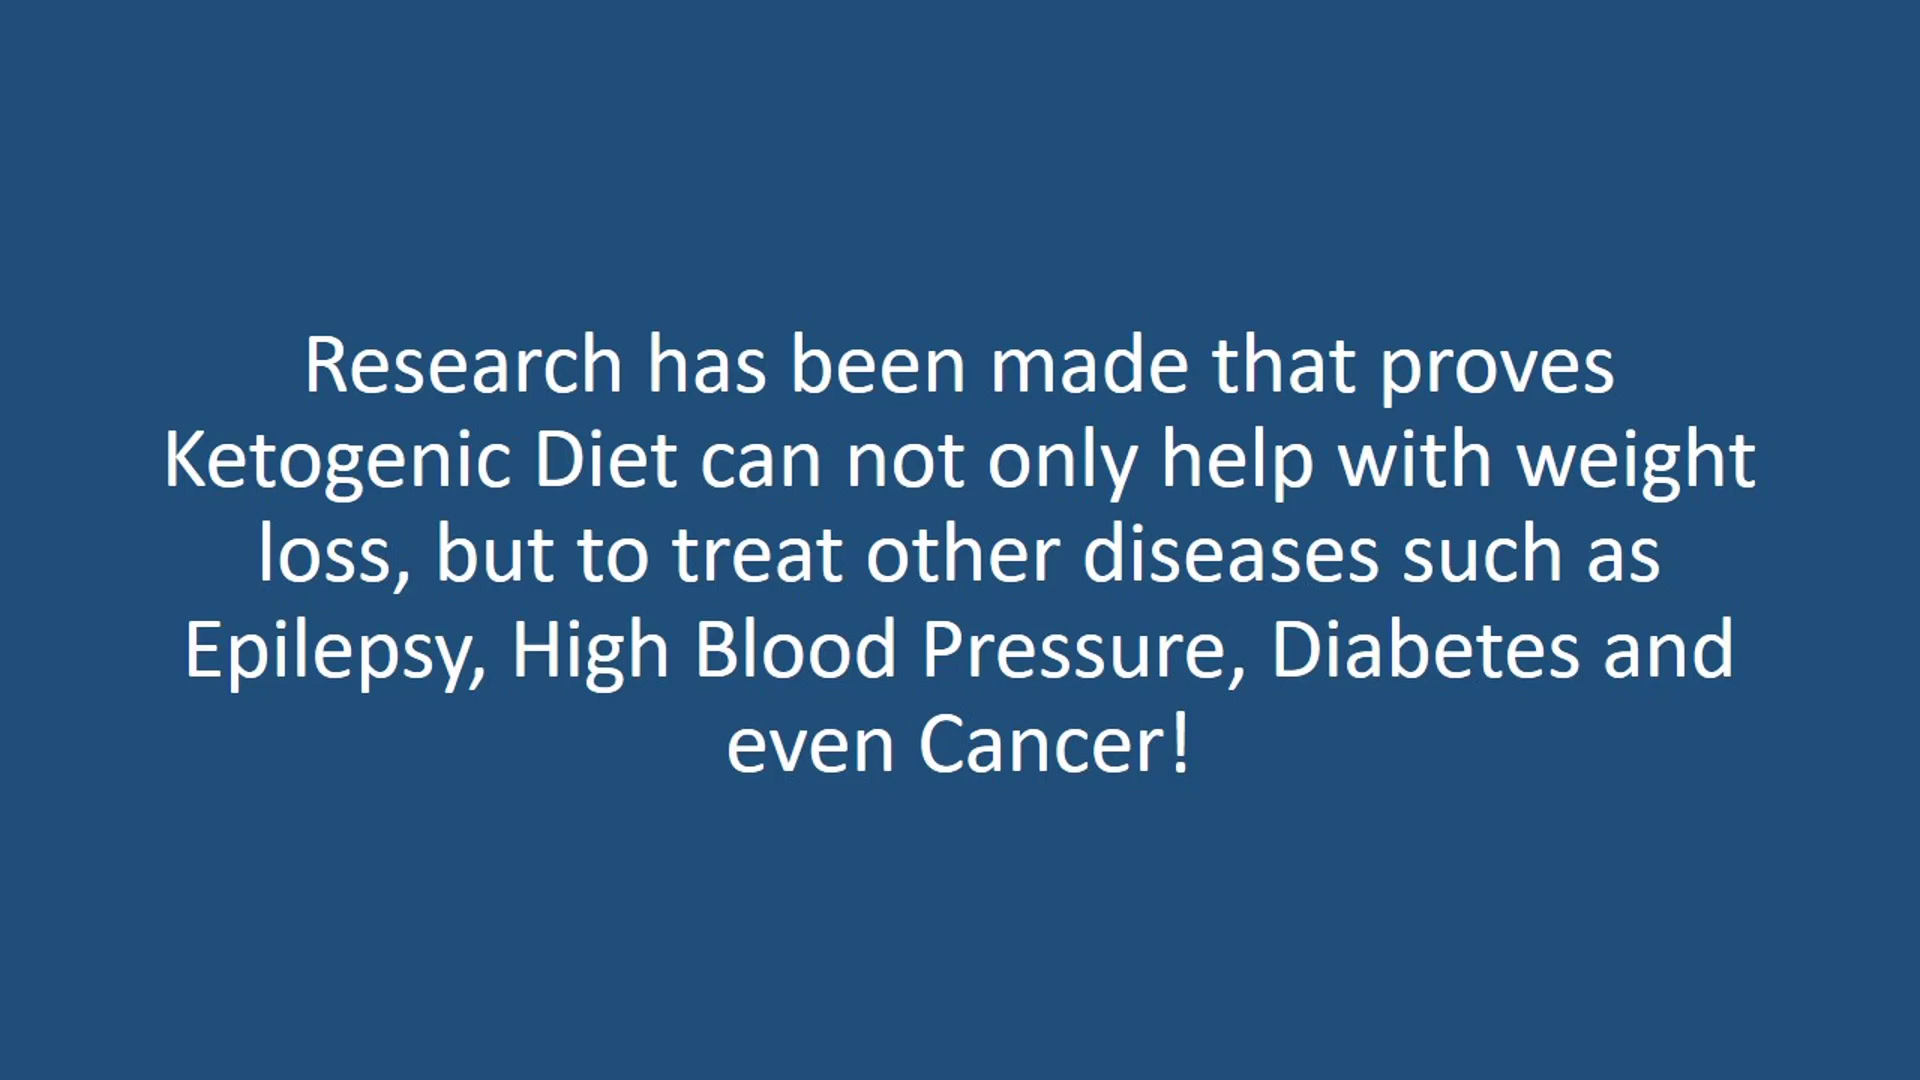 Research has been made that proves
Ketogenic Diet can not only help with weight
loss, but to treat other diseases such as
Epilepsy, High Blood Pressure, Diabetes and
even Cancer!